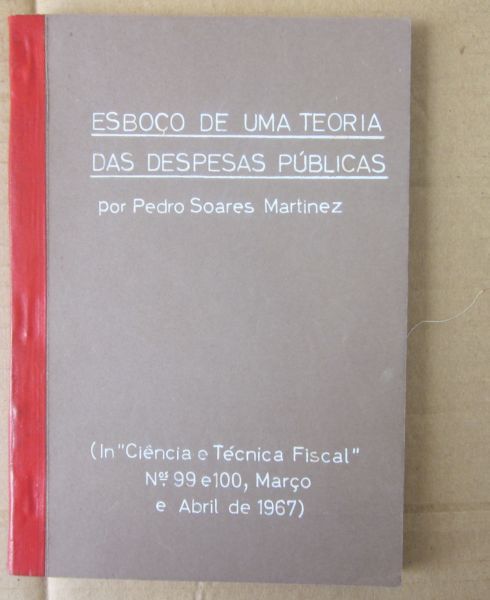 ESBOÇO DE UMA TEORIA
DAS DESPESAS PÚBLICAS
por Pedro Soares Martinez
(In "Ciência e Técnica Fiscal"
Nos. 99 e 100, Março
e Abril de 1967)